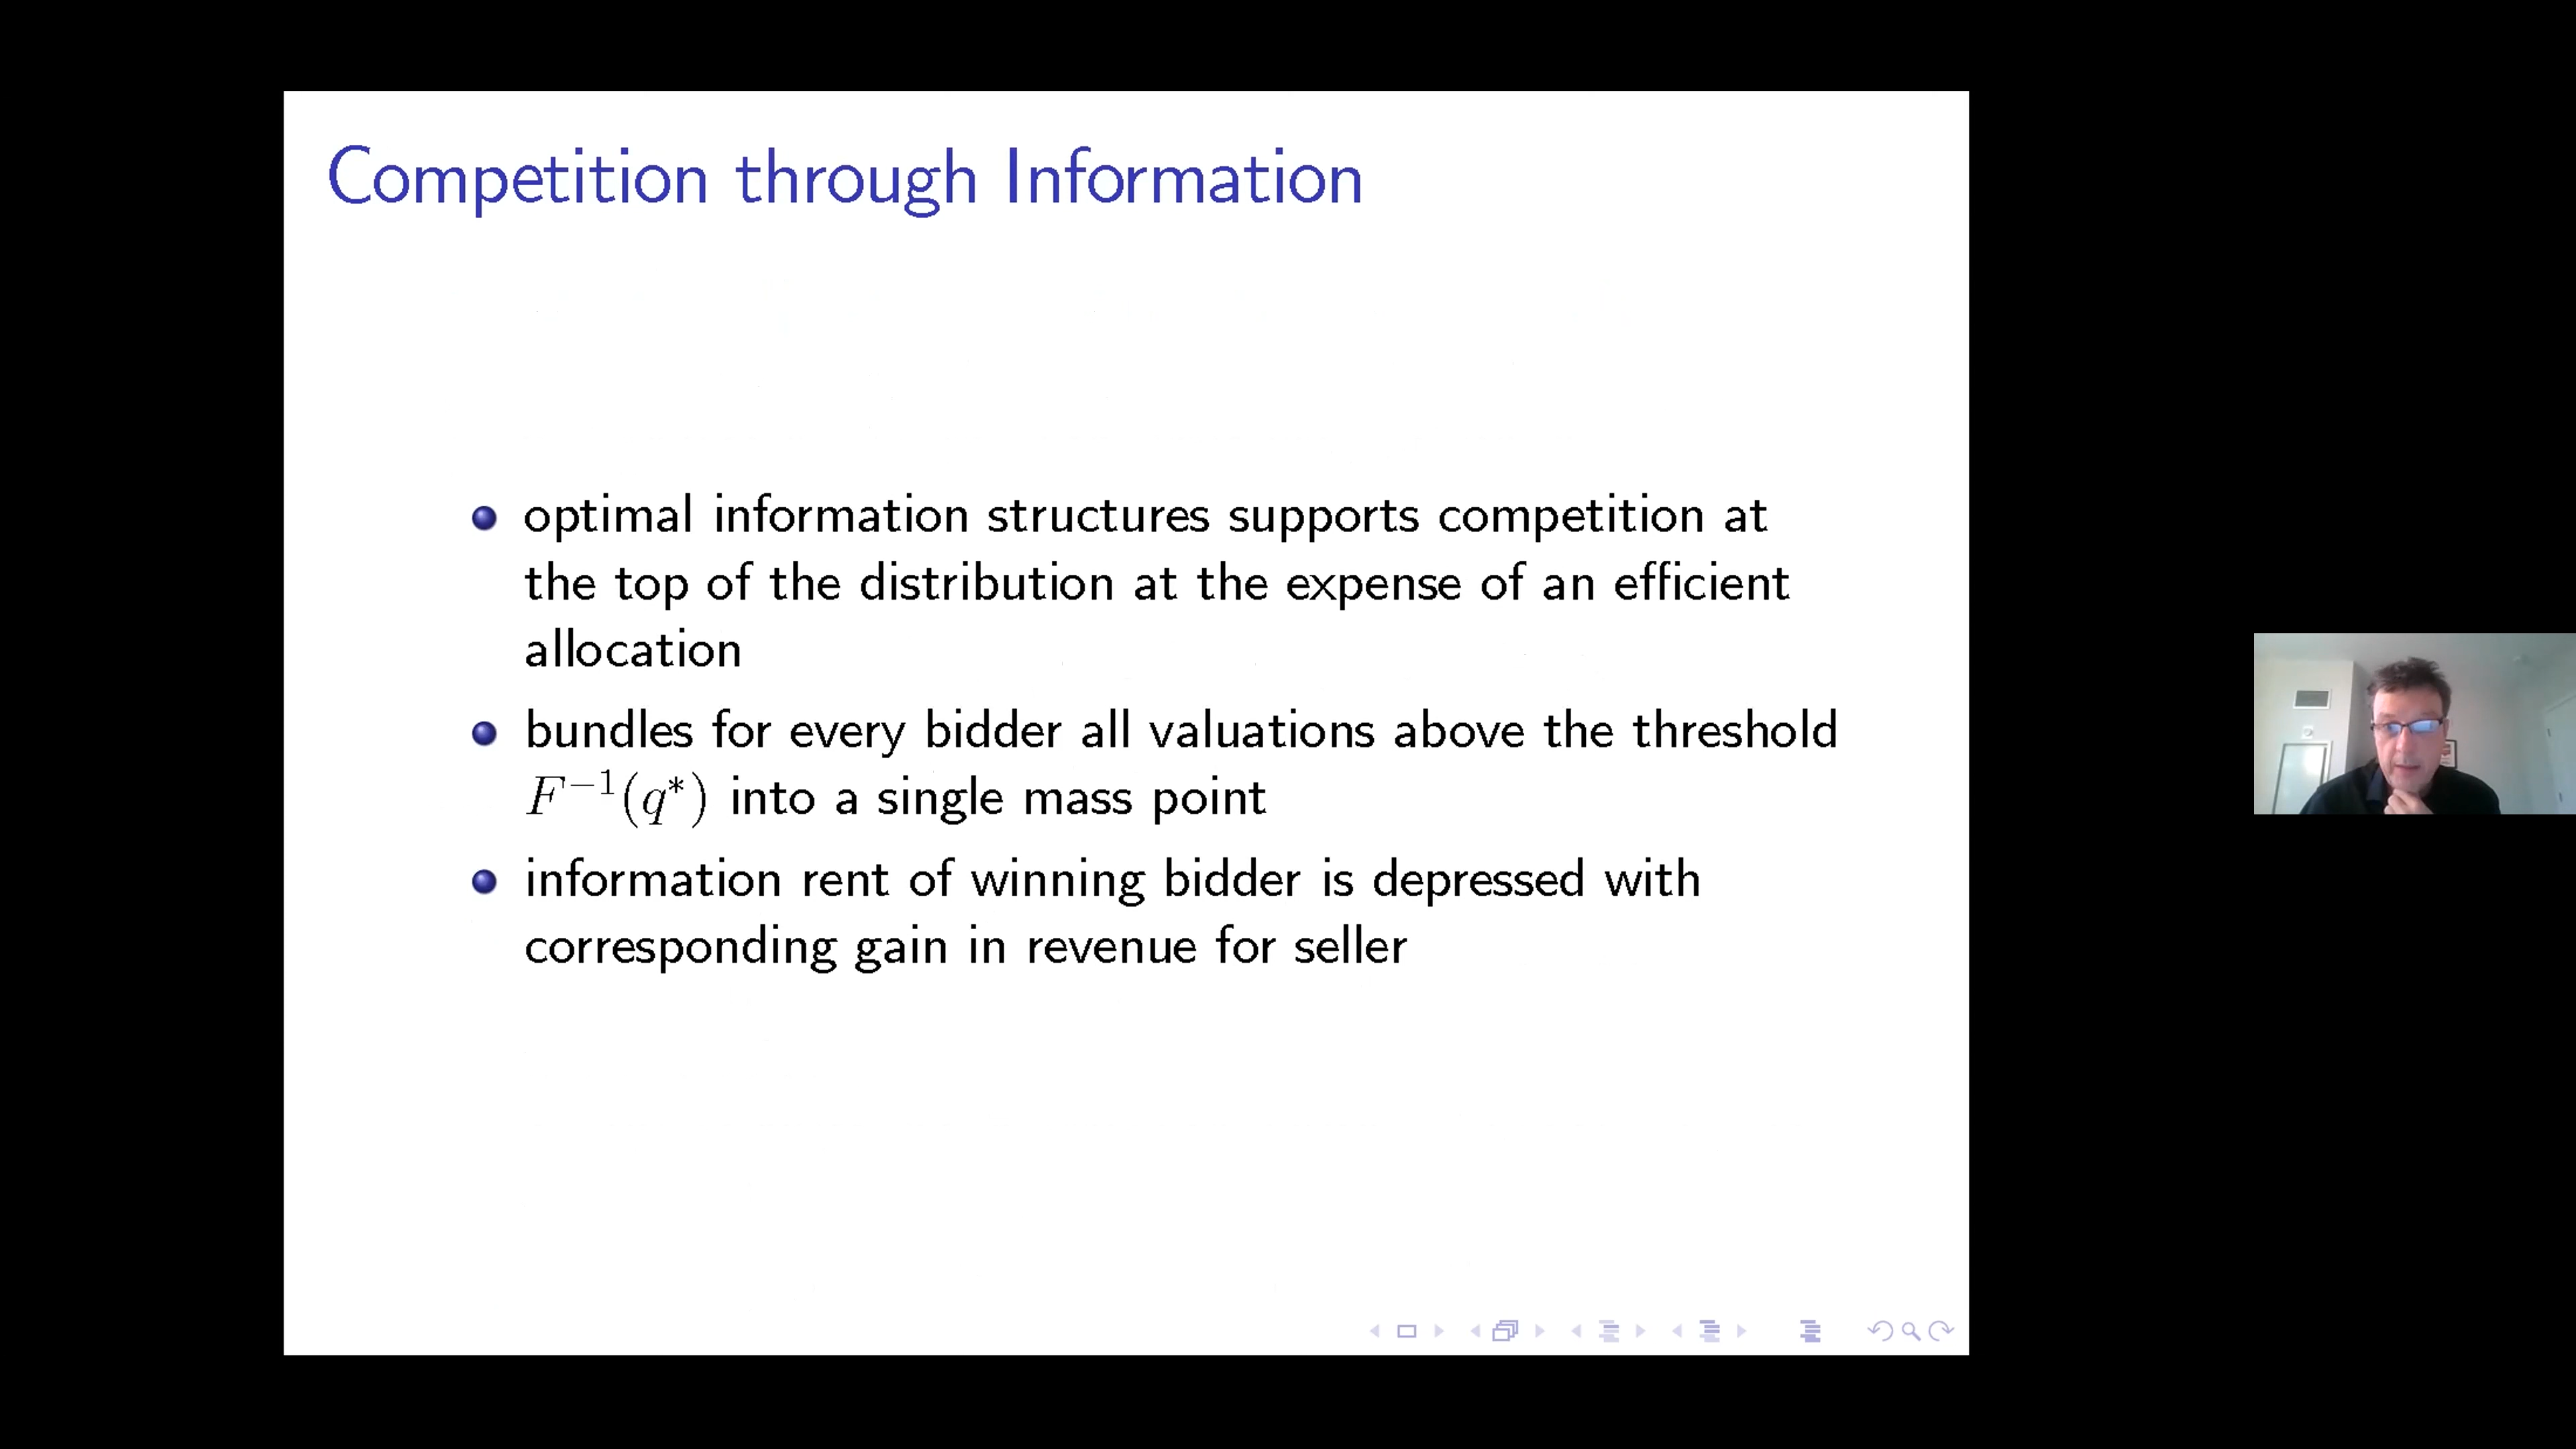 Competition through Information
optimal information structures supports competition at
the top of the distribution at the expense of an efficient
allocation
bundles for every bidder all valuations above the threshold
F⁻¹(q*) into a single mass point
information rent of winning bidder is depressed with
corresponding gain in revenue for seller